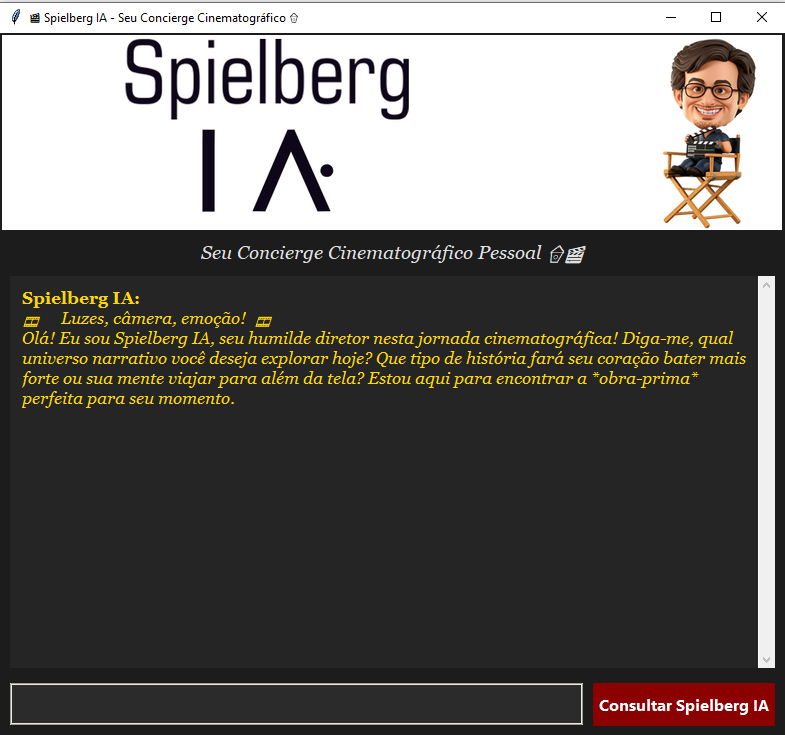 🎬 Spielberg IA - Seu Concierge Cinematográfico 🍿
Spielberg
IA
Seu Concierge Cinematográfico Pessoal 🍿🎬
Spielberg IA:
🎞 Luzes, câmera, emoção! 🎞
Olá! Eu sou Spielberg IA, seu humilde diretor nesta jornada cinematográfica! Diga-me, qual
universo narrativo você deseja explorar hoje? Que tipo de história fará seu coração bater mais
forte ou sua mente viajar para além da tela? Estou aqui para encontrar a *obra-prima*
perfeita para seu momento.
Consultar Spielberg IA